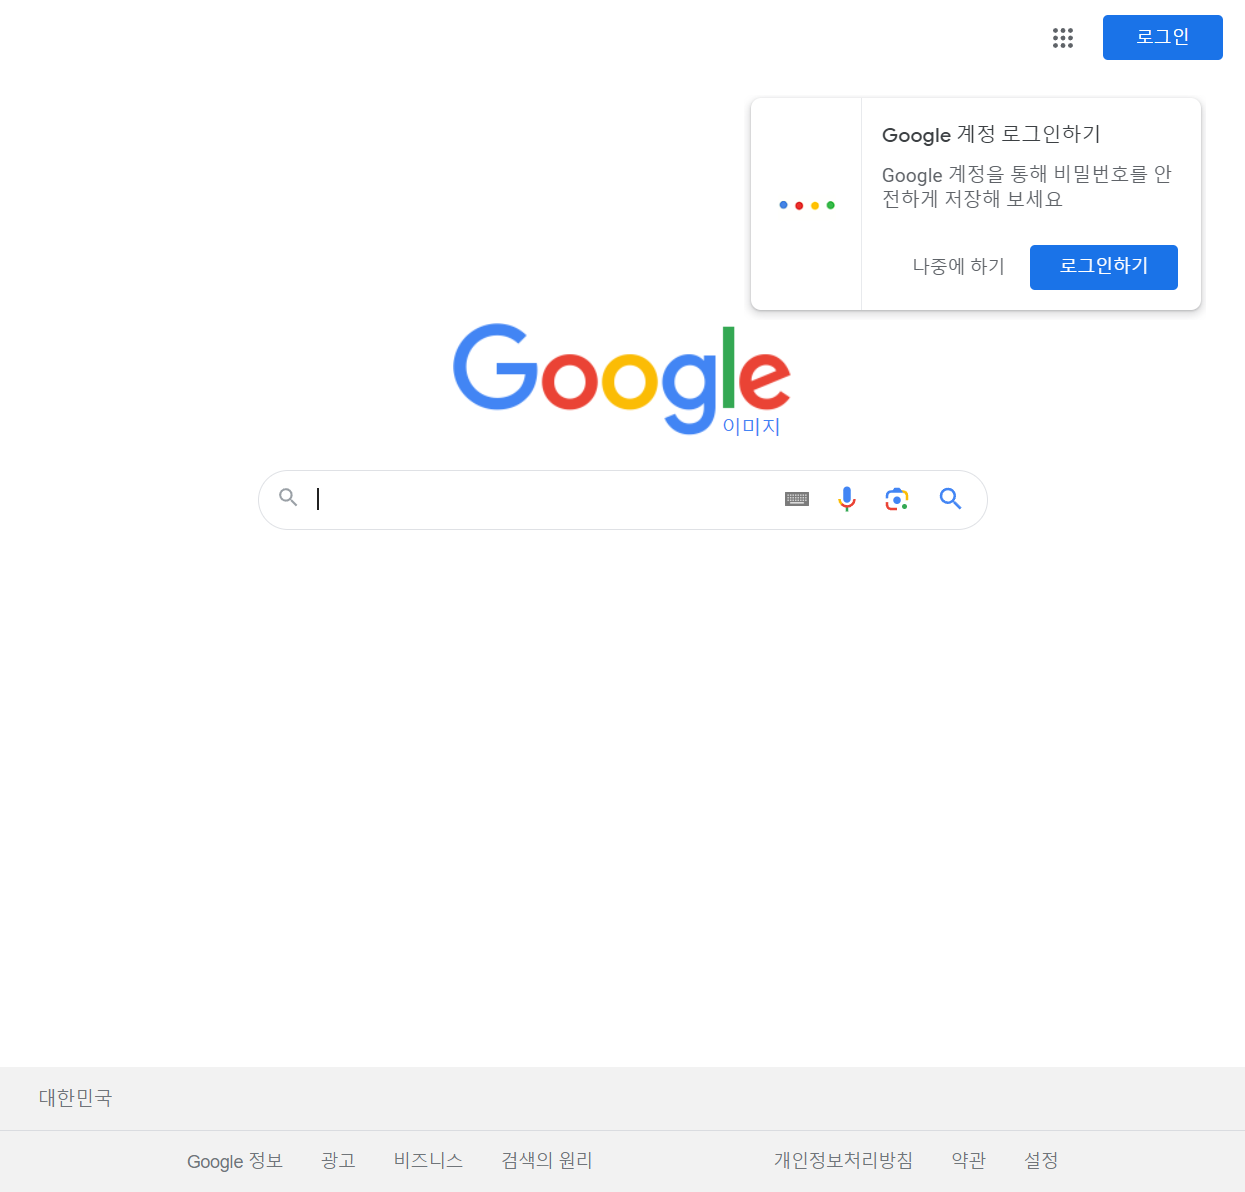 로그인
Google 계정 로그인하기
Google 계정을 통해 비밀번호를 안
전하게 저장해 보세요
나중에 하기
로그인하기
Google
이미지
대한민국
Google 정보 광고 비즈니스 검색의 원리 개인정보처리방침 약관 설정